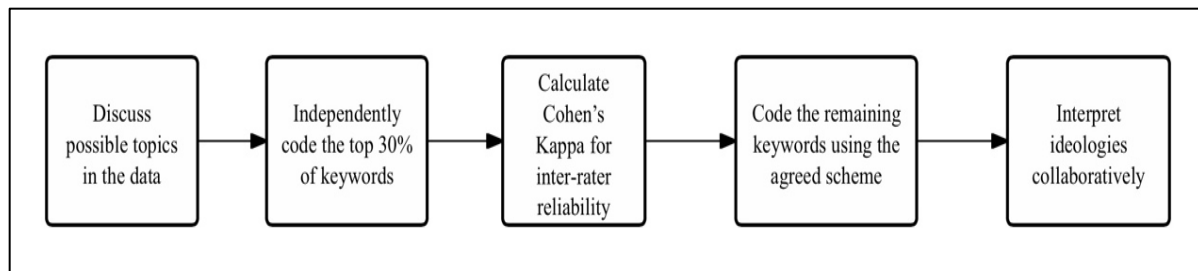 Discuss
possible topics
in the data
Independently
code the top 30%
of keywords
Calculate
Cohen’s
Kappa for
inter-rater
reliability
Code the remaining
keywords using the
agreed scheme
Interpret
ideologies
collaboratively